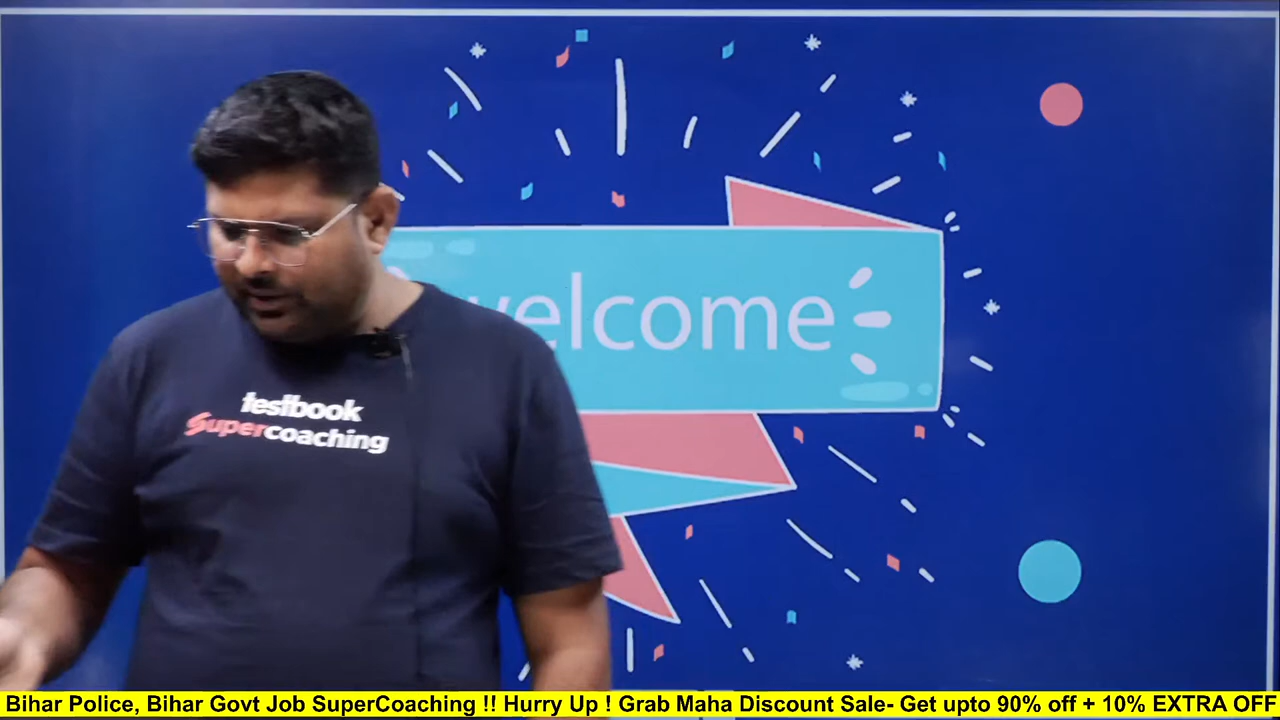 welcome
testbook
Supercoaching
Bihar Police, Bihar Govt Job SuperCoaching !! Hurry Up ! Grab Maha Discount Sale- Get upto 90% off + 10% EXTRA OFF